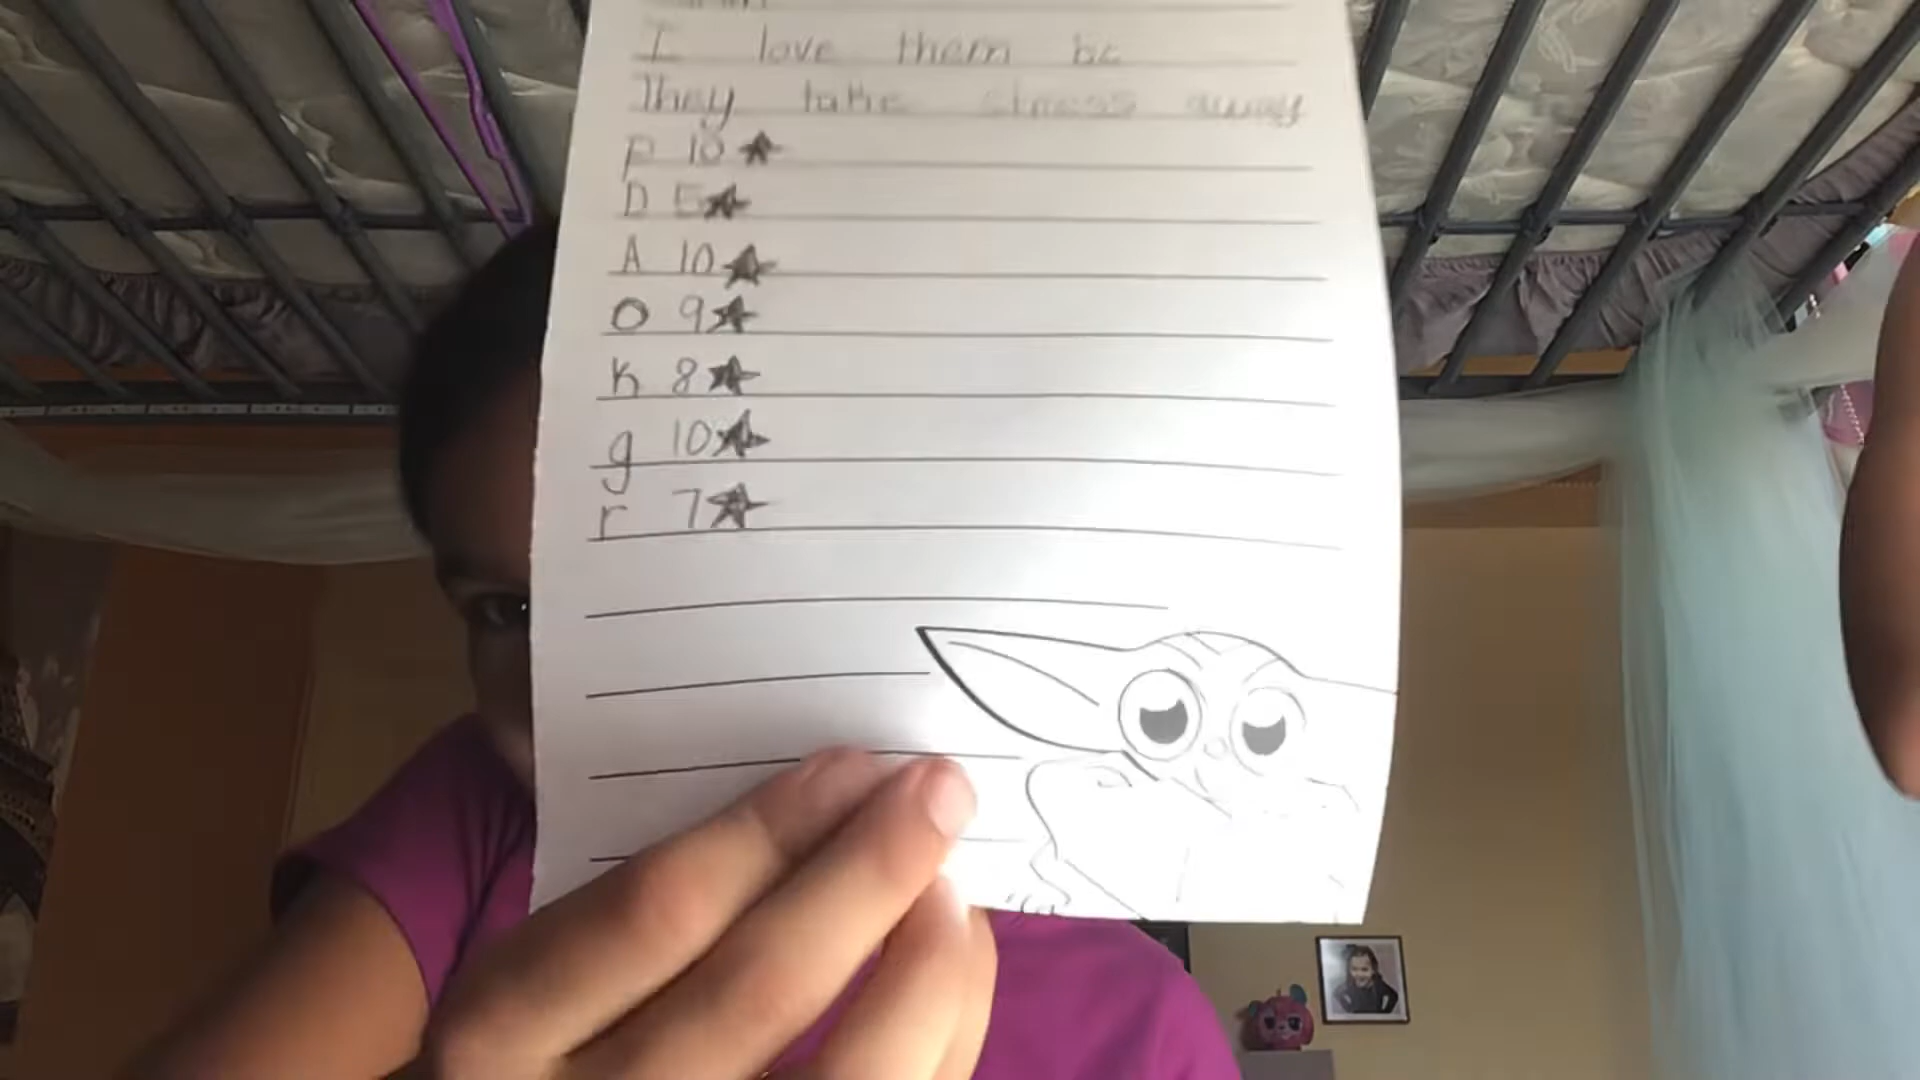 I love them bc
They take stress away
P 10 ★
D 5★
A 10★
O 9★
K 8★
g 10★
r 7★